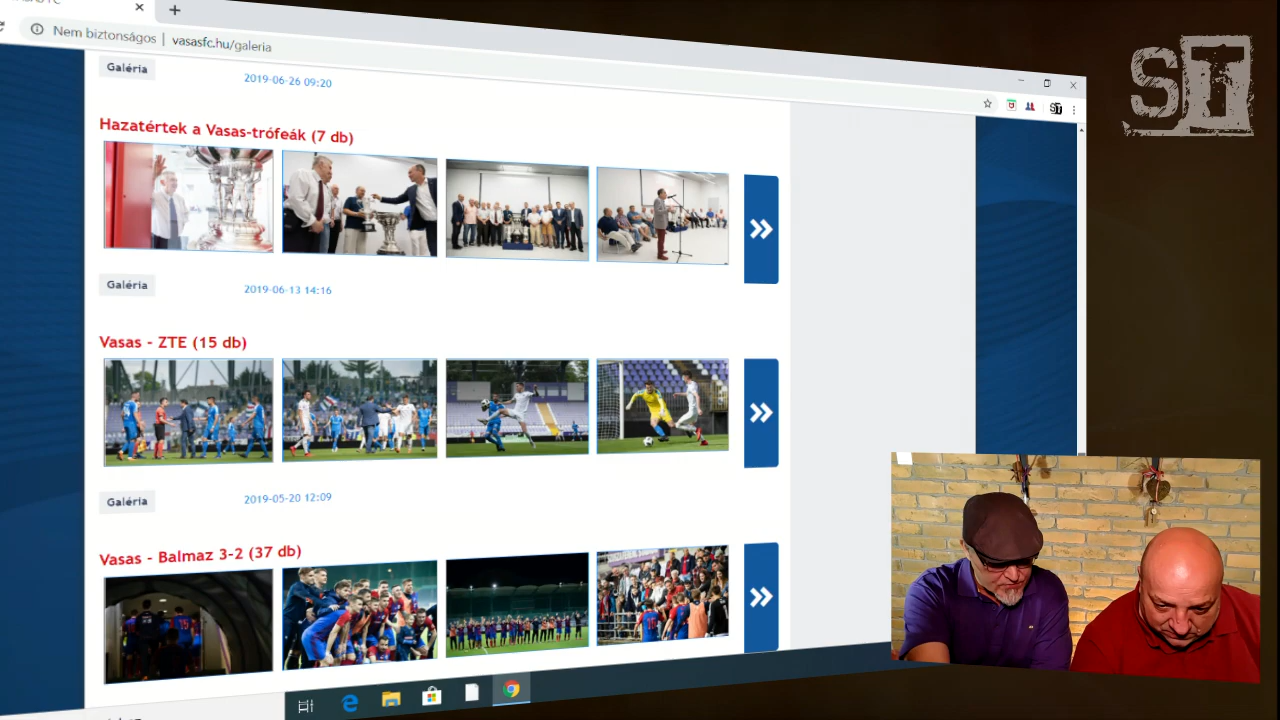 Nem biztonságos | vasasfc.hu/galeria
ST
Galéria 2019-06-26 09:20
Hazatértek a Vasas-trófeák (7 db)
Galéria 2019-06-13 14:16
Vasas - ZTE (15 db)
Galéria 2019-05-20 12:09
Vasas - Balmaz 3-2 (37 db)